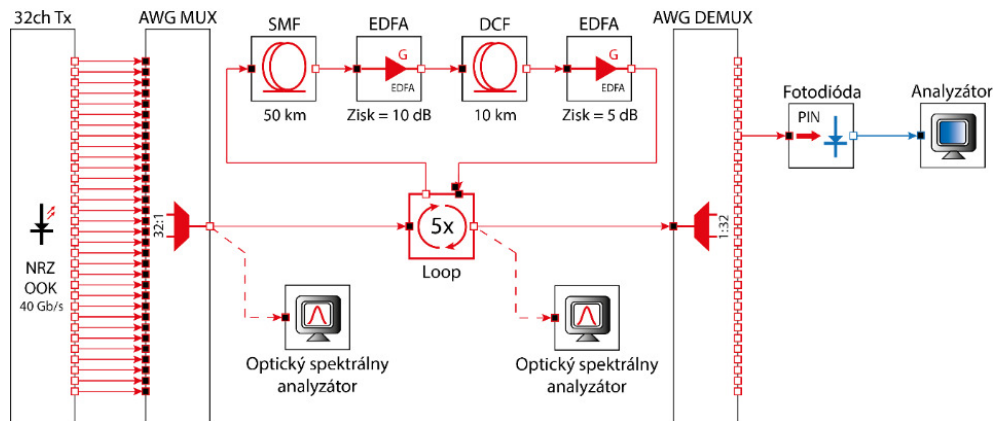 32ch Tx
AWG MUX
SMF
EDFA
DCF
EDFA
AWG DEMUX
G
EDFA
G
EDFA
50 km
Zisk = 10 dB
10 km
Zisk = 5 dB
Fotodióda
PIN
Analyzátor
32:1
5x
Loop
1:32
NRZ
OOK
40 Gb/s
Optický spektrálny
analyzátor
Optický spektrálny
analyzátor